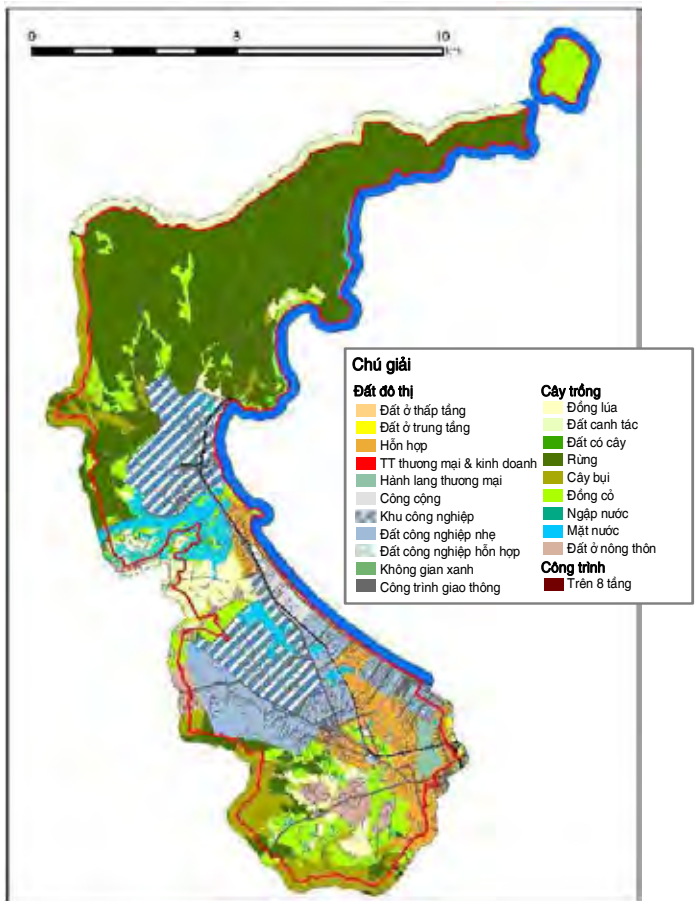 0 5 10
km
Chú giải
Đất đô thị
Đất ở thấp tầng
Đất ở trung tầng
Hỗn hợp
TT thương mại & kinh doanh
Hành lang thương mại
Công cộng
Khu công nghiệp
Đất công nghiệp nhẹ
Đất công nghiệp hỗn hợp
Không gian xanh
Công trình giao thông
Cây trồng
Đồng lúa
Đất canh tác
Đất có cây
Rừng
Cây bụi
Đồng cỏ
Ngập nước
Mặt nước
Đất ở nông thôn
Công trình
Trên 8 tầng